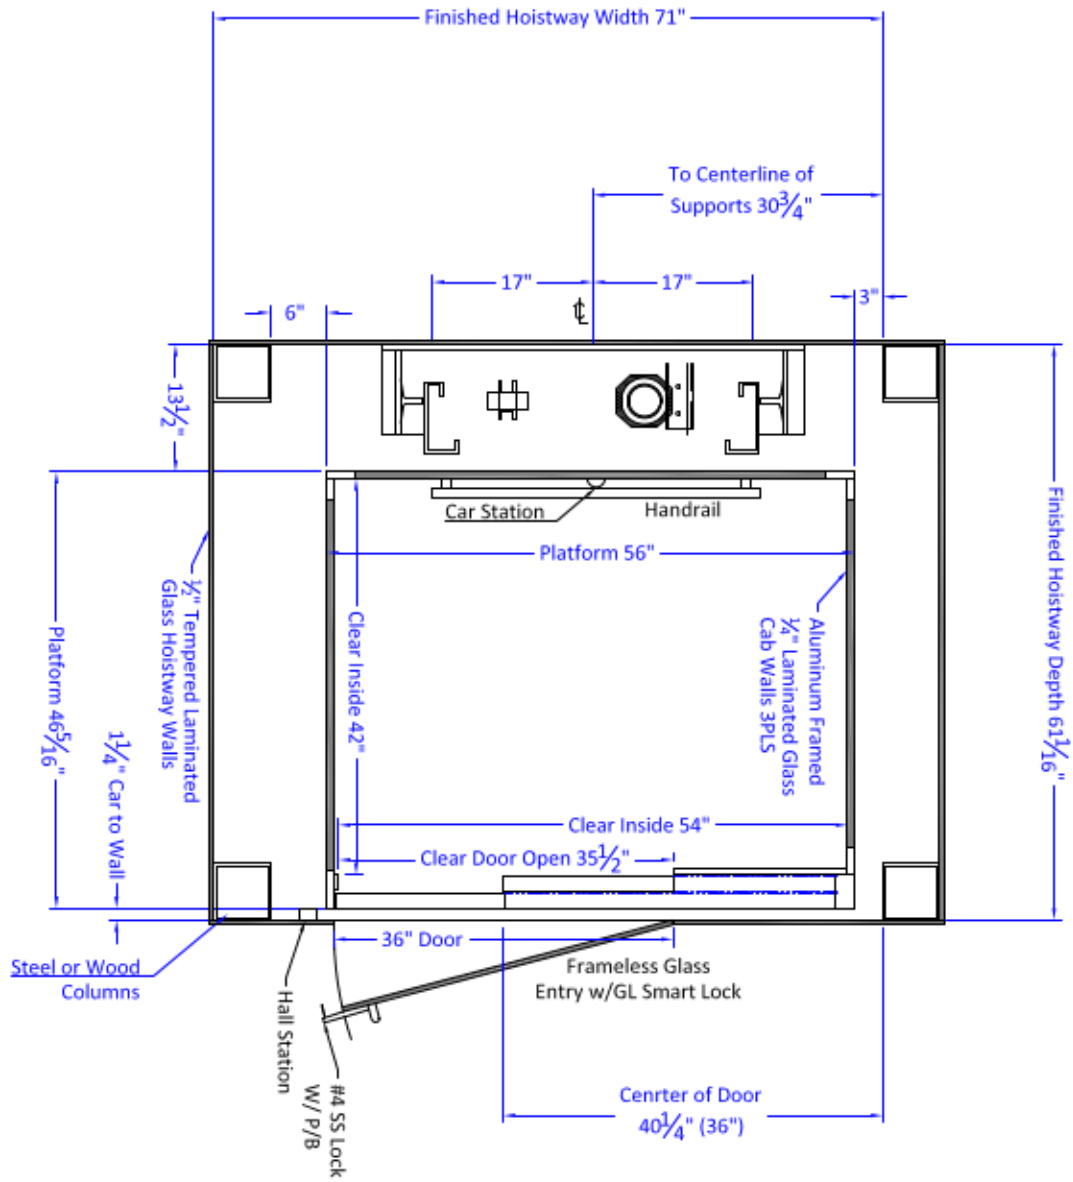 Finished Hoistway Width 71"
To Centerline of
Supports 30¾"
17"
17"
6"
3"
℄
13½"
Car Station
Handrail
Platform 56"
Finished Hoistway Depth 61 1/16"
½" Tempered Laminated
Glass Hoistway Walls
Clear Inside 42"
Aluminum Framed
¼" Laminated Glass
Cab Walls 3PLS
Platform 46 5/16"
1¼" Car to Wall
Clear Inside 54"
Clear Door Open 35½"
36" Door
Steel or Wood
Columns
Frameless Glass
Entry w/GL Smart Lock
Hall Station
#4 SS Lock
W/ P/B
Cenrter of Door
40¼" (36")